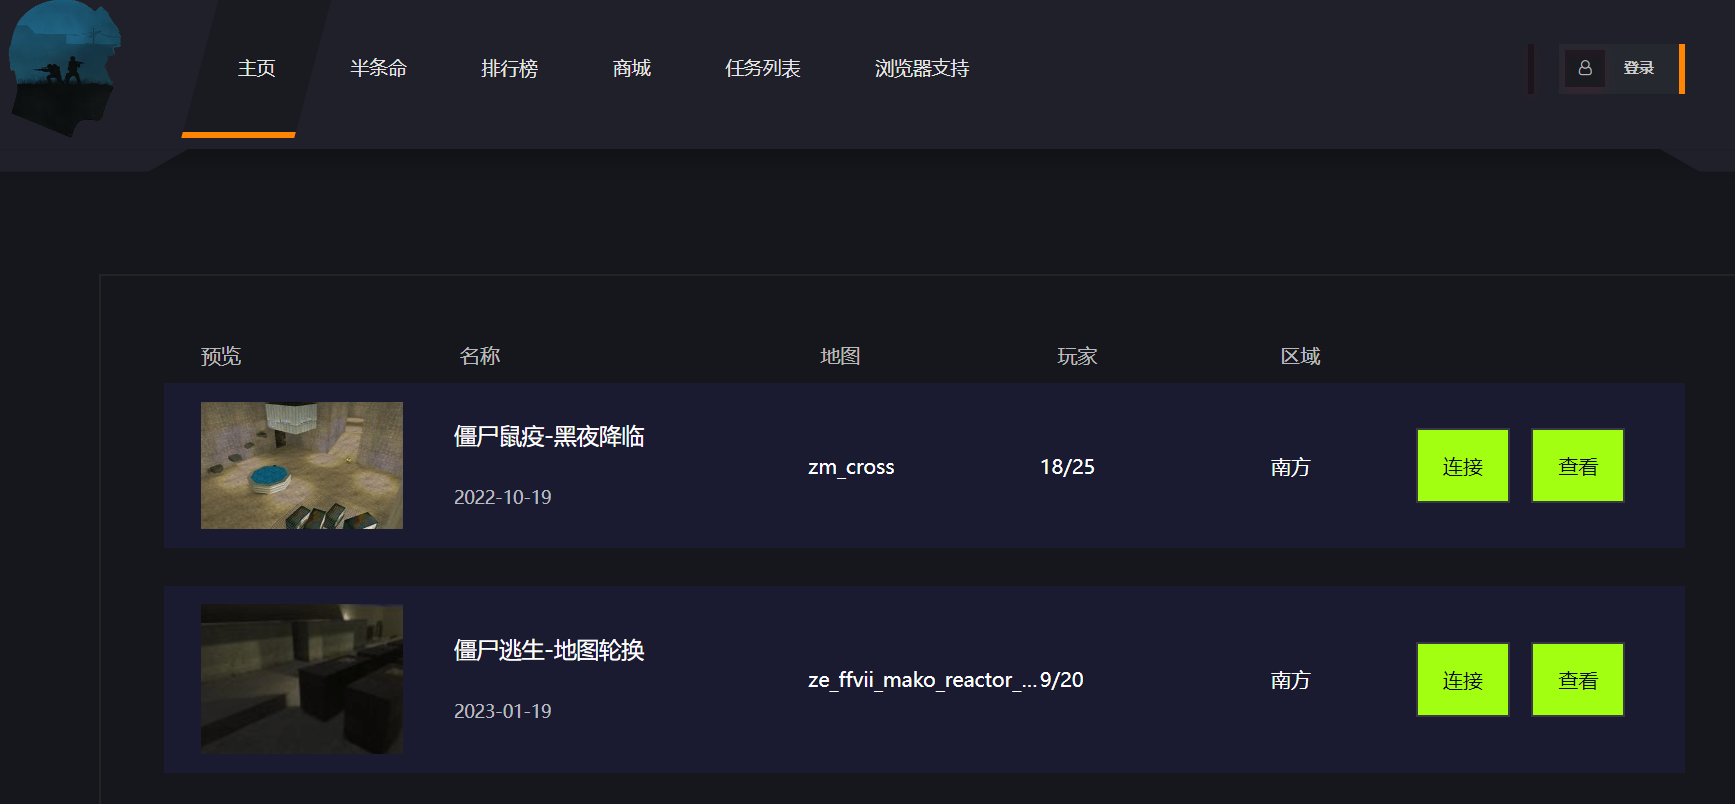 主页 半条命 排行榜 商城 任务列表 浏览器支持 登录
预览 名称 地图 玩家 区域
僵尸鼠疫-黑夜降临
zm_cross 18/25 南方 连接 查看
2022-10-19
僵尸逃生-地图轮换
ze_ffvii_mako_reactor_... 9/20 南方 连接 查看
2023-01-19